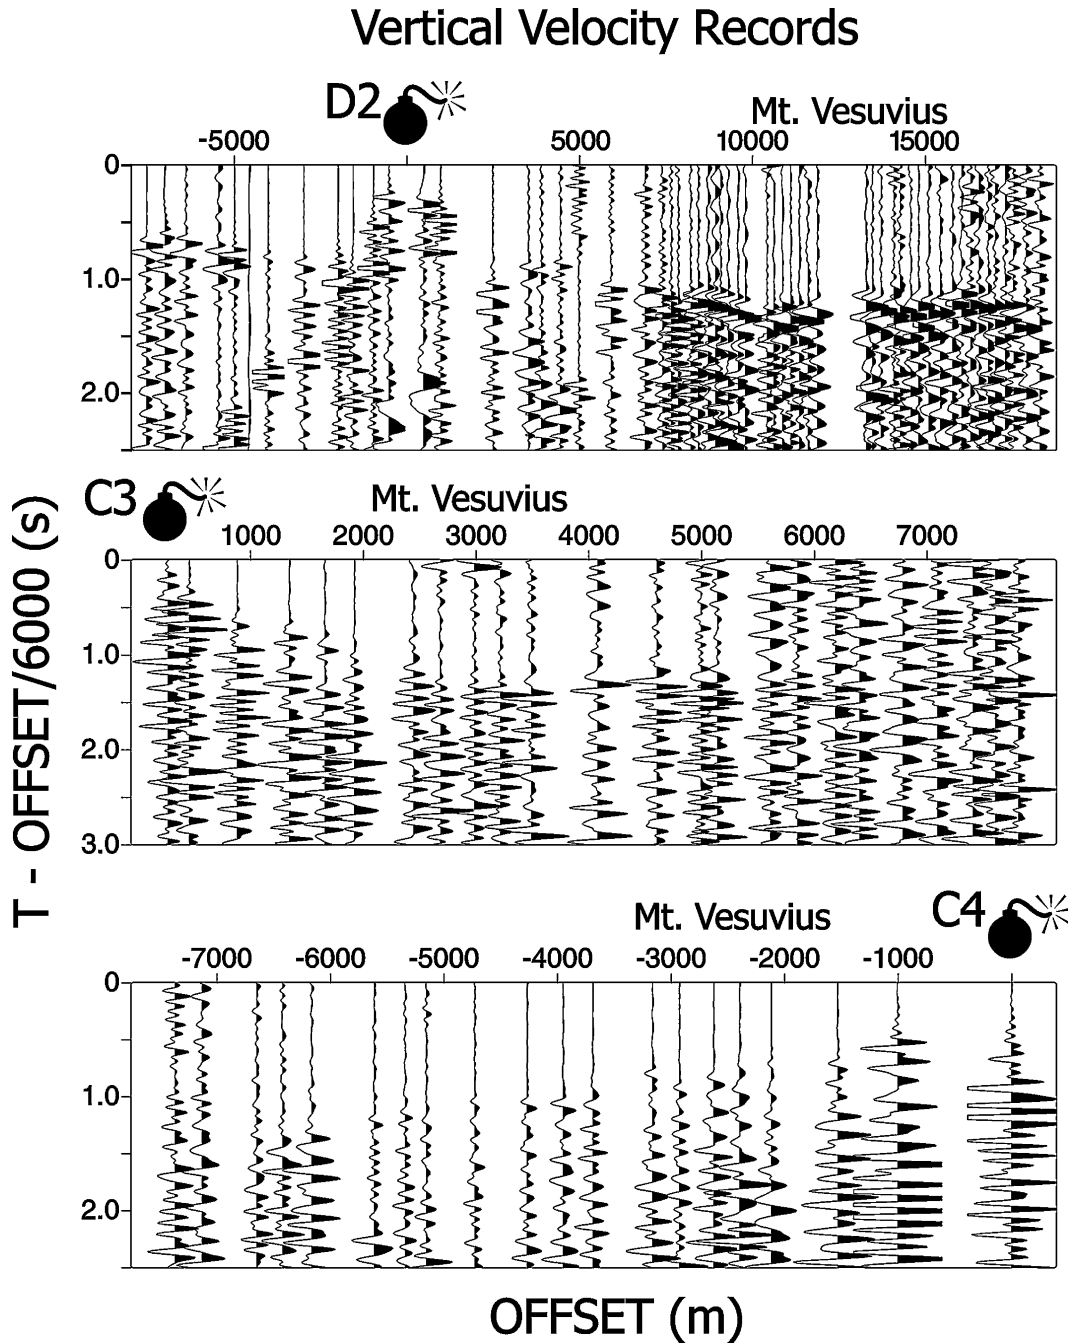 Vertical Velocity Records
D2 Mt. Vesuvius
-5000 5000 10000 15000
0
1.0
2.0
C3 Mt. Vesuvius
1000 2000 3000 4000 5000 6000 7000
0
1.0
2.0
3.0
T - OFFSET/6000 (s)
Mt. Vesuvius C4
-7000 -6000 -5000 -4000 -3000 -2000 -1000
0
1.0
2.0
OFFSET (m)